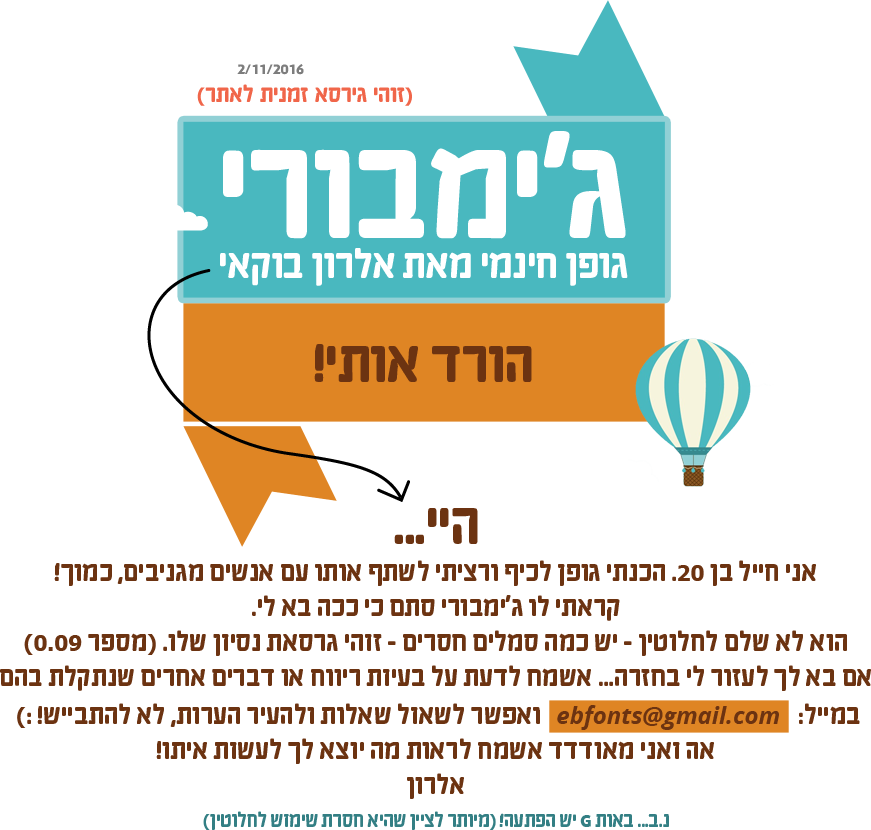 2/11/2016
(זוהי גירסא זמנית לאתר)
ג'ימבורי
גופן חינמי מאת אלרון בוקאי
הורד אותי!
היי...
אני חייל בן 20. הכנתי גופן לכיף ורציתי לשתף אותו עם אנשים מגניבים, כמוך!
קראתי לו ג'ימבורי סתם כי ככה בא לי.
הוא לא שלם לחלוטין - יש כמה סמלים חסרים - זוהי גרסאת נסיון שלו. (מספר 0.09)
אם בא לך לעזור לי בחזרה... אשמח לדעת על בעיות ריווח או דברים אחרים שנתקלת בהם
במייל: ebfonts@gmail.com ואפשר לשאול שאלות ולהעיר הערות, לא להתבייש! :)
אה ואני מאודדד אשמח לראות מה יוצא לך לעשות איתו!
אלרון
נ.ב... באות G יש הפתעה! (מיותר לציין שהיא חסרת שימוש לחלוטין)